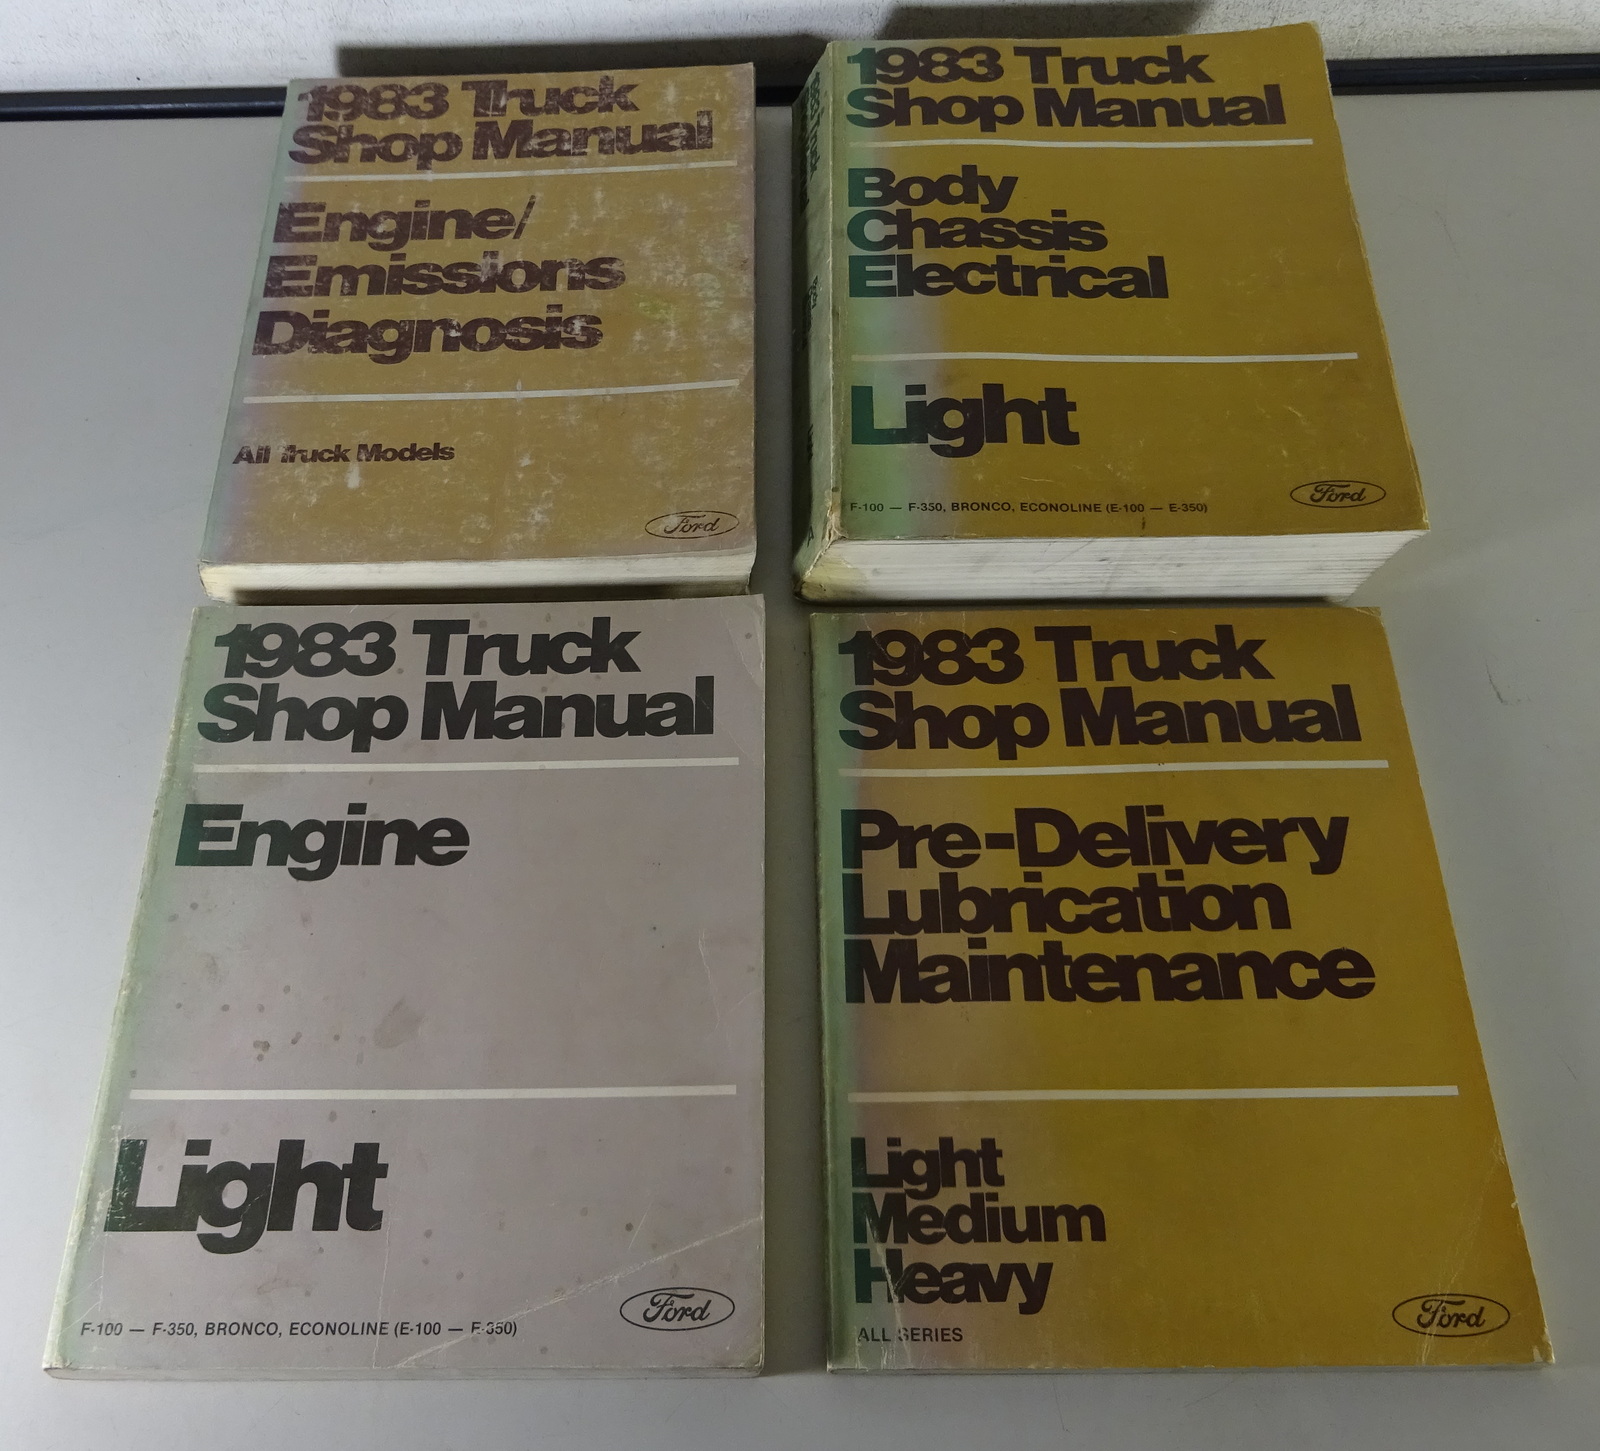 1983 Truck
Shop Manual
Engine/
Emissions
Diagnosis
All Truck Models
Ford
1983 Truck
Shop Manual
Body
Chassis
Electrical
Light
F-100 — F-350, BRONCO, ECONOLINE (E-100 — E-350)
Ford
1983 Truck
Shop Manual
Engine
Light
F-100 — F-350, BRONCO, ECONOLINE (E-100 — E-350)
Ford
1983 Truck
Shop Manual
Pre-Delivery
Lubrication
Maintenance
Light
Medium
Heavy
ALL SERIES
Ford